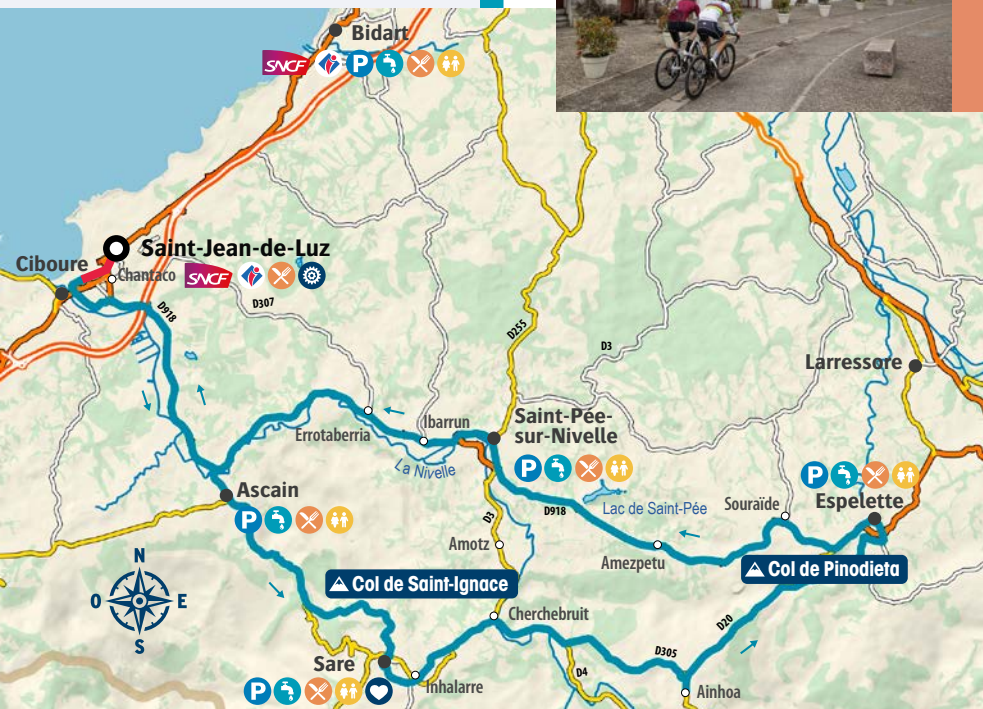 Bidart
SNCF P
Saint-Jean-de-Luz
Ciboure
Chantaco
SNCF
D918
D307
D255
D3
Larressore
Ibarrun
Errotaberria
La Nivelle
Saint-Pée-
sur-Nivelle
P
P
Espelette
Souraïde
Lac de Saint-Pée
D918
Ascain
P
D3
Amotz
Amezpetu
Col de Pinodieta
N
O E
S
Col de Saint-Ignace
Cherchebruit
D20
D305
D4
Sare
P
Inhalarre
Ainhoa